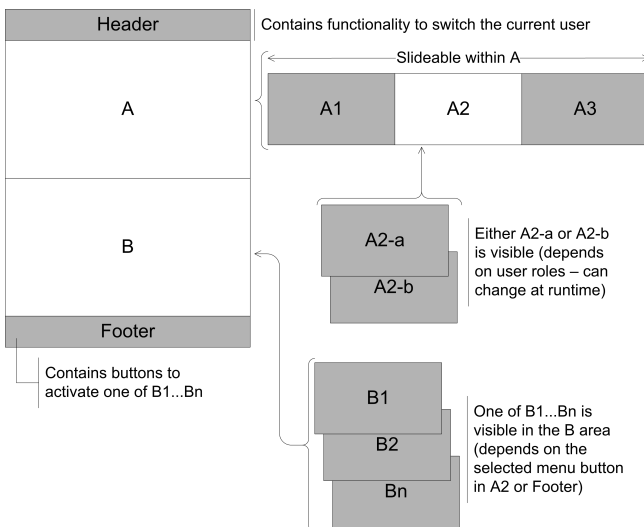 Header
Contains functionality to switch the current user
Slideable within A
A
A1
A2
A3
B
A2-a
A2-b
Either A2-a or A2-b
is visible (depends
on user roles – can
change at runtime)
Footer
Contains buttons to
activate one of B1...Bn
B1
B2
Bn
One of B1...Bn is
visible in the B area
(depends on the
selected menu button
in A2 or Footer)